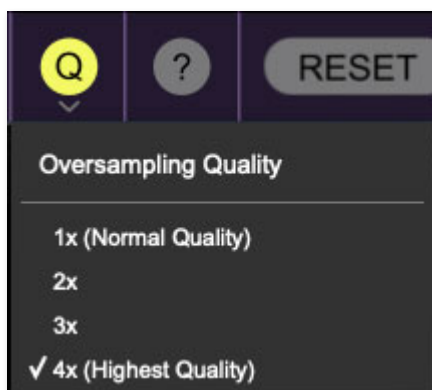 Q ? RESET
Oversampling Quality
1x (Normal Quality)
2x
3x
✓ 4x (Highest Quality)